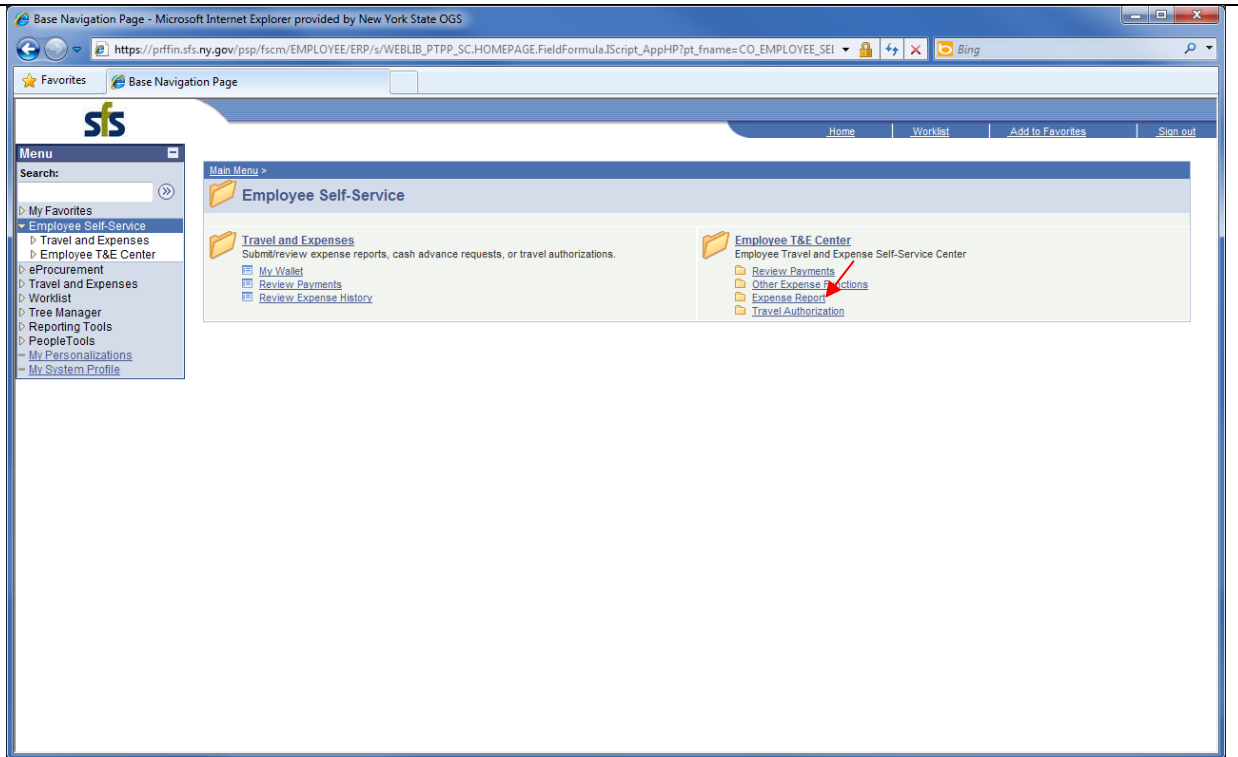 Base Navigation Page - Microsoft Internet Explorer provided by New York State OGS
https://prffin.sfs.ny.gov/psp/fscm/EMPLOYEE/ERP/s/WEBLIB_PTPP_SC.HOMEPAGE.FieldFormula.IScript_AppHP?pt_fname=CO_EMPLOYEE_SEI
Bing
Favorites
Base Navigation Page
sfs
Home
Worklist
Add to Favorites
Sign out
Menu
Search:
My Favorites
Employee Self-Service
Travel and Expenses
Employee T&E Center
eProcurement
Travel and Expenses
Worklist
Tree Manager
Reporting Tools
PeopleTools
My Personalizations
My System Profile
Main Menu >
Employee Self-Service
Travel and Expenses
Submit/review expense reports, cash advance requests, or travel authorizations.
My Wallet
Review Payments
Review Expense History
Employee T&E Center
Employee Travel and Expense Self-Service Center
Review Payments
Other Expense Functions
Expense Report
Travel Authorization